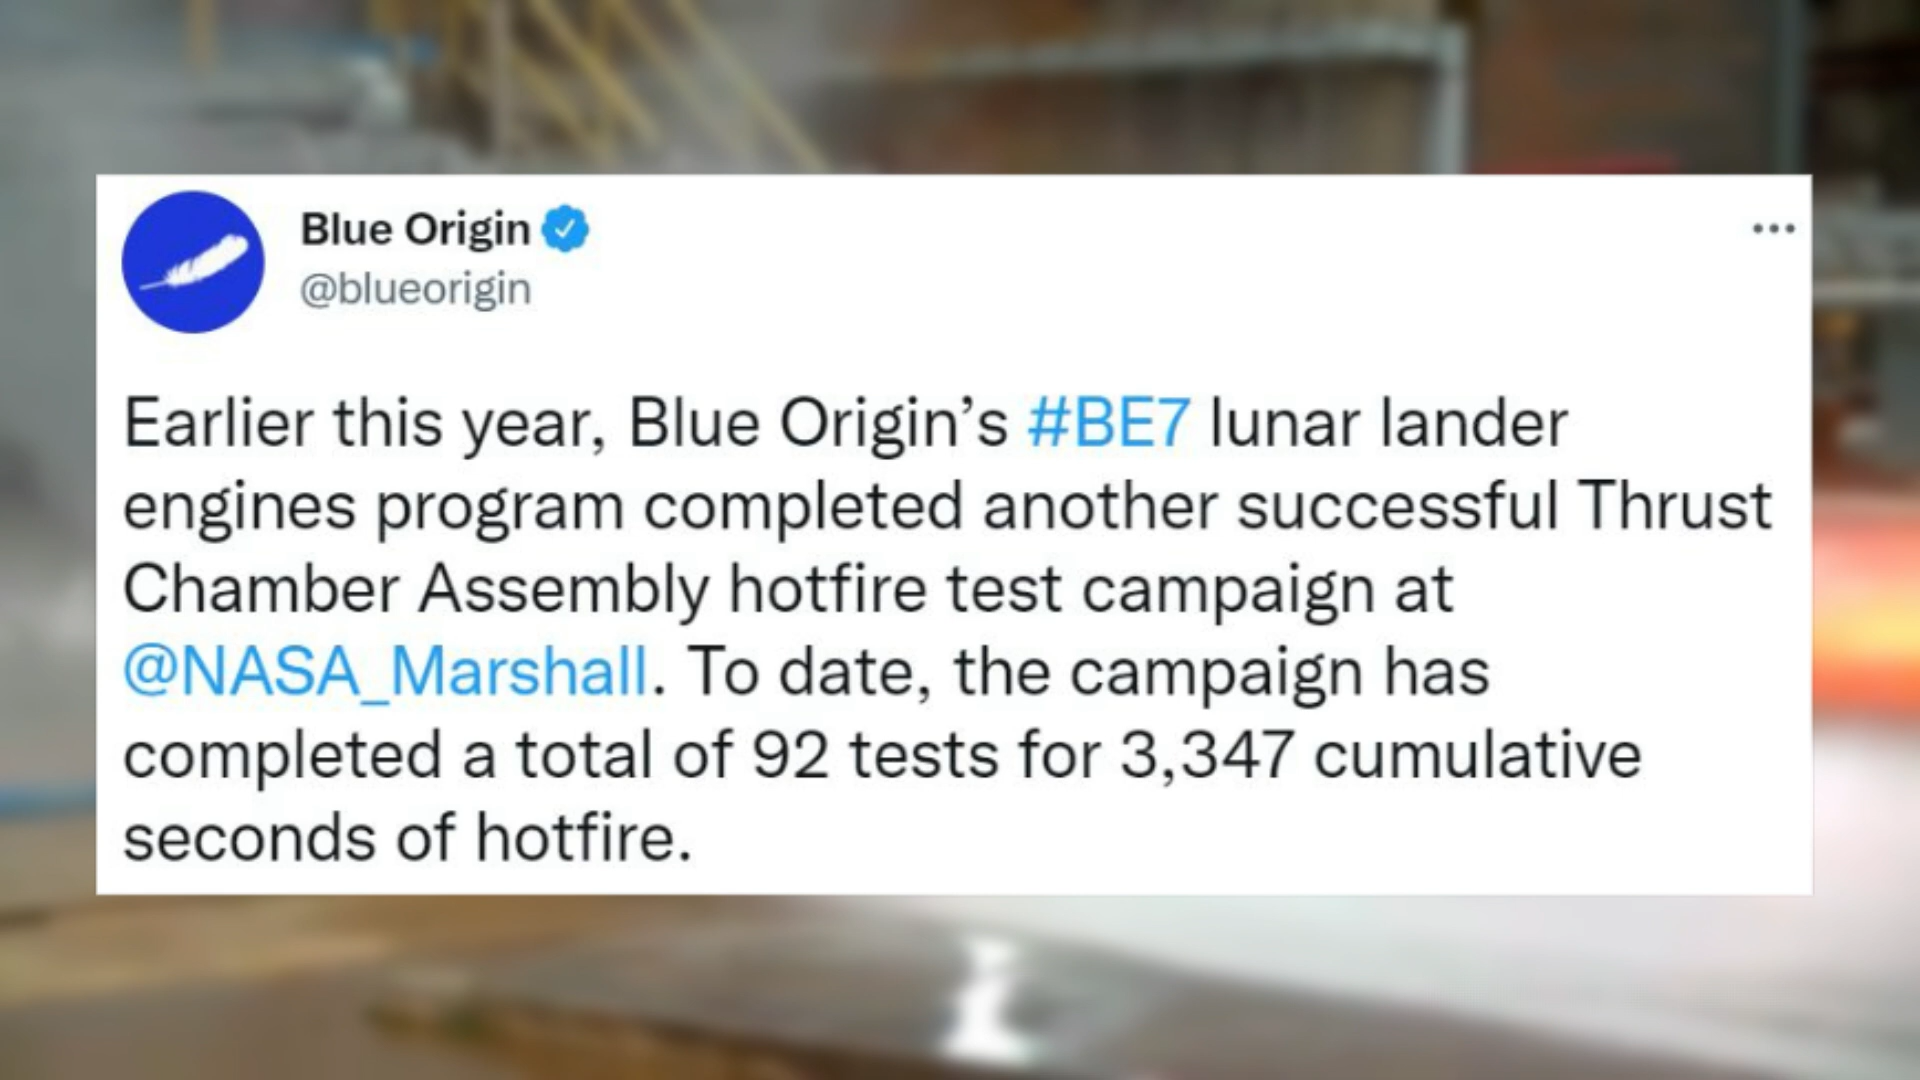 Blue Origin
@blueorigin
Earlier this year, Blue Origin’s #BE7 lunar lander
engines program completed another successful Thrust
Chamber Assembly hotfire test campaign at
@NASA_Marshall. To date, the campaign has
completed a total of 92 tests for 3,347 cumulative
seconds of hotfire.